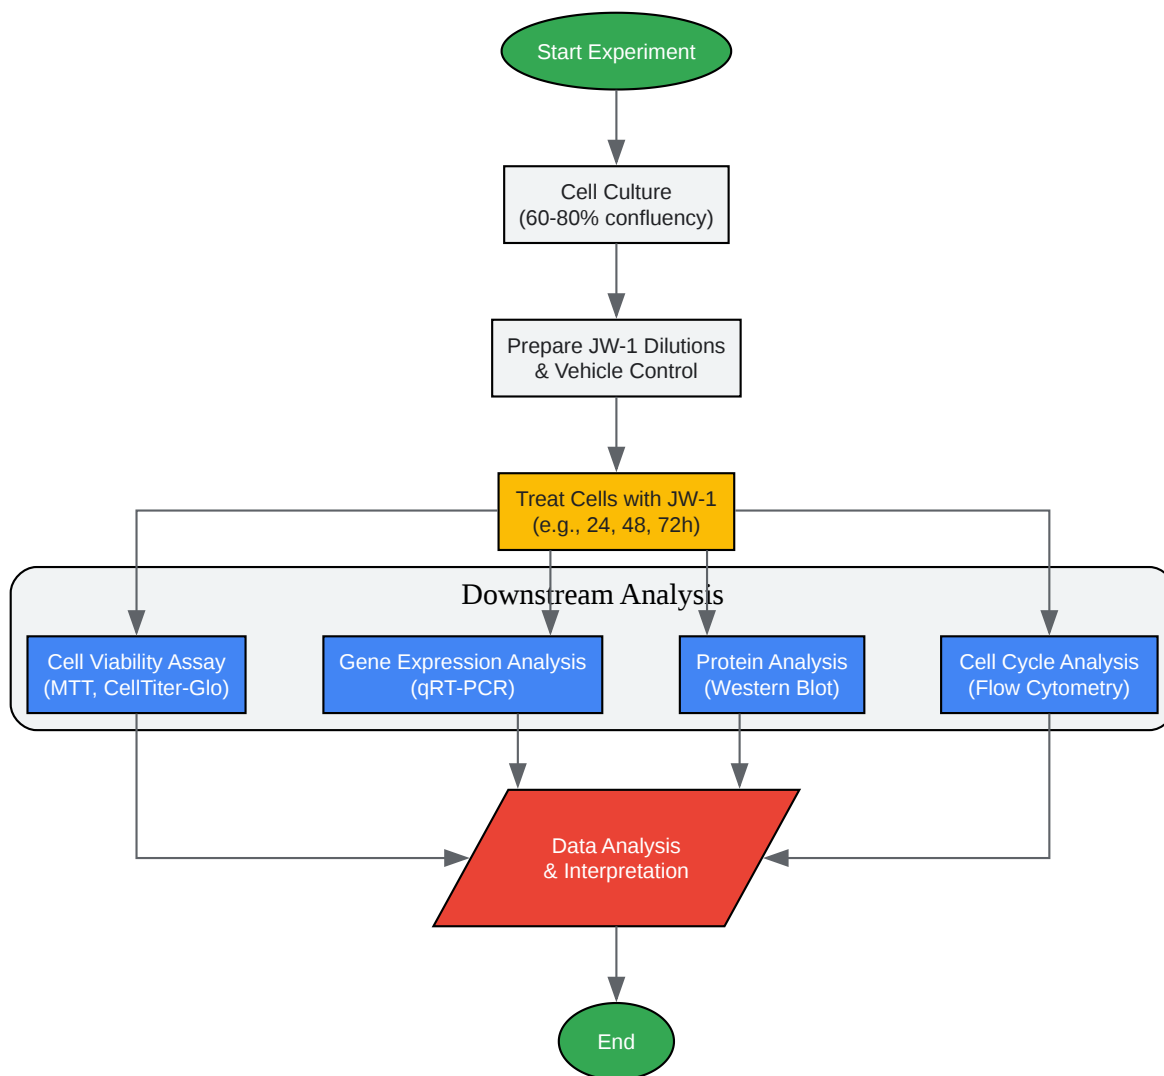 Start Experiment
Cell Culture
(60-80% confluency)
Prepare JW-1 Dilutions
& Vehicle Control
Treat Cells with JW-1
(e.g., 24, 48, 72h)
Downstream Analysis
Cell Viability Assay
(MTT, CellTiter-Glo)
Gene Expression Analysis
(qRT-PCR)
Protein Analysis
(Western Blot)
Cell Cycle Analysis
(Flow Cytometry)
Data Analysis
& Interpretation
End